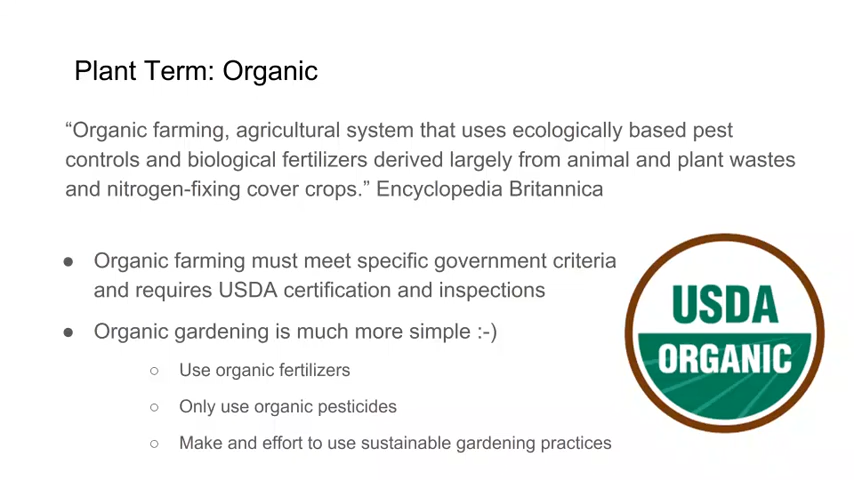 Plant Term: Organic
“Organic farming, agricultural system that uses ecologically based pest
controls and biological fertilizers derived largely from animal and plant wastes
and nitrogen-fixing cover crops.” Encyclopedia Britannica
● Organic farming must meet specific government criteria
and requires USDA certification and inspections
● Organic gardening is much more simple :-)
○ Use organic fertilizers
○ Only use organic pesticides
○ Make and effort to use sustainable gardening practices
USDA
ORGANIC